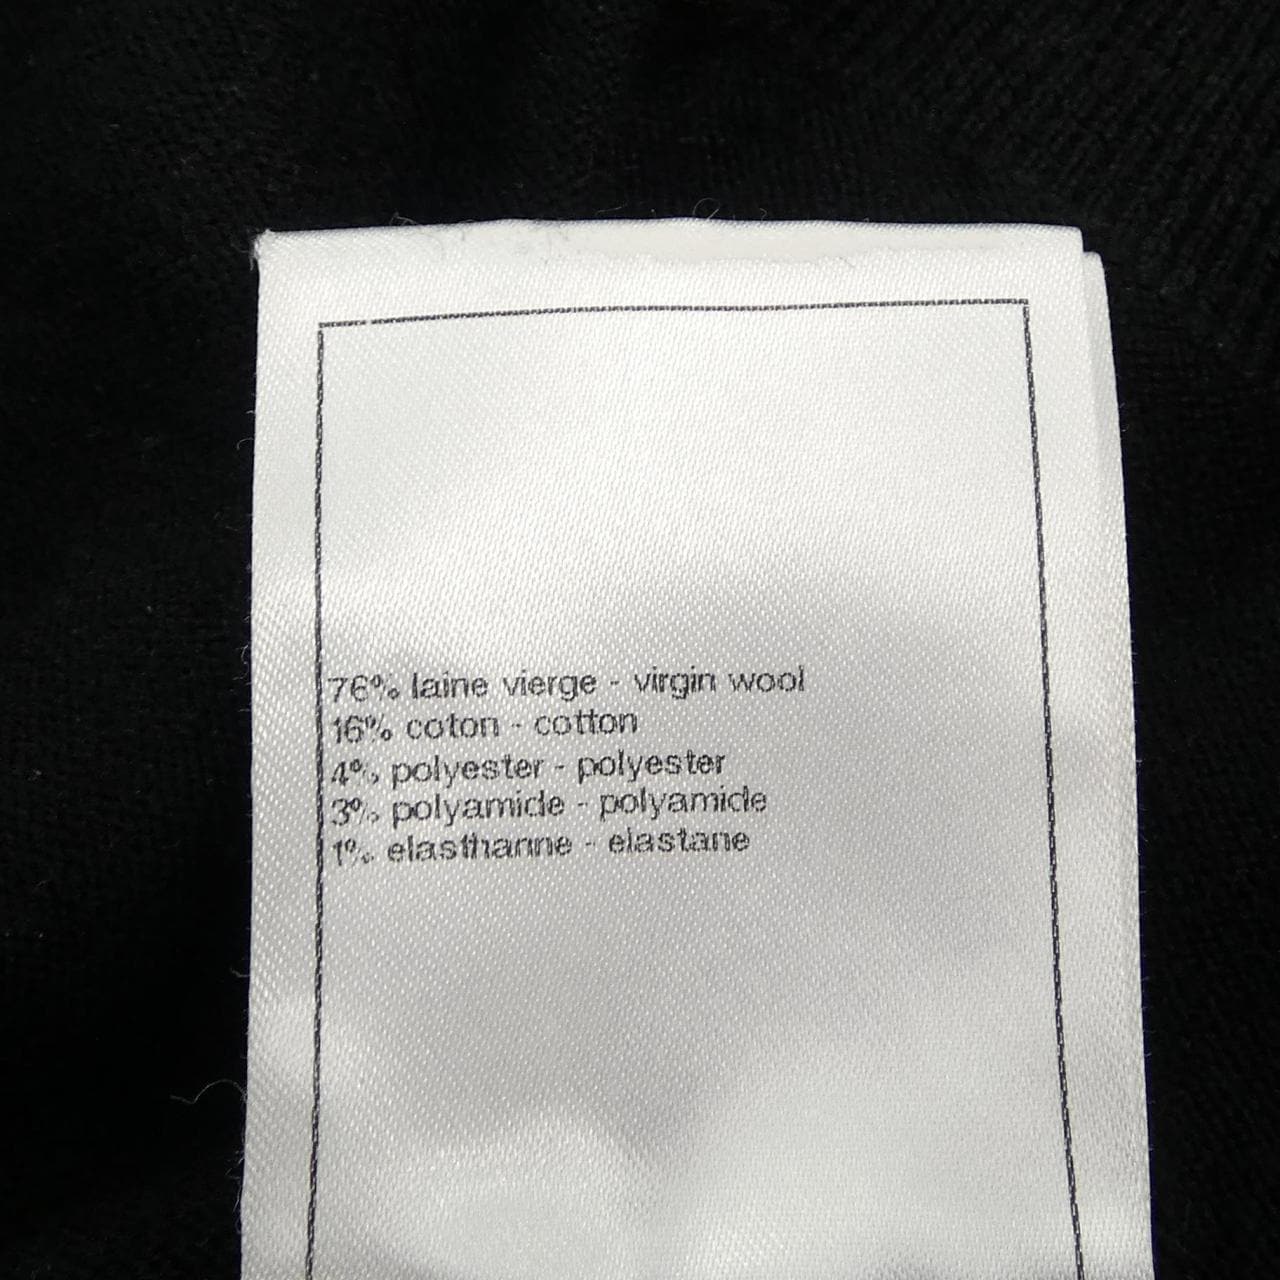 76% laine vierge - virgin wool
16% coton - cotton
4% polyester - polyester
3% polyamide - polyamide
1% elasthanne - elastane